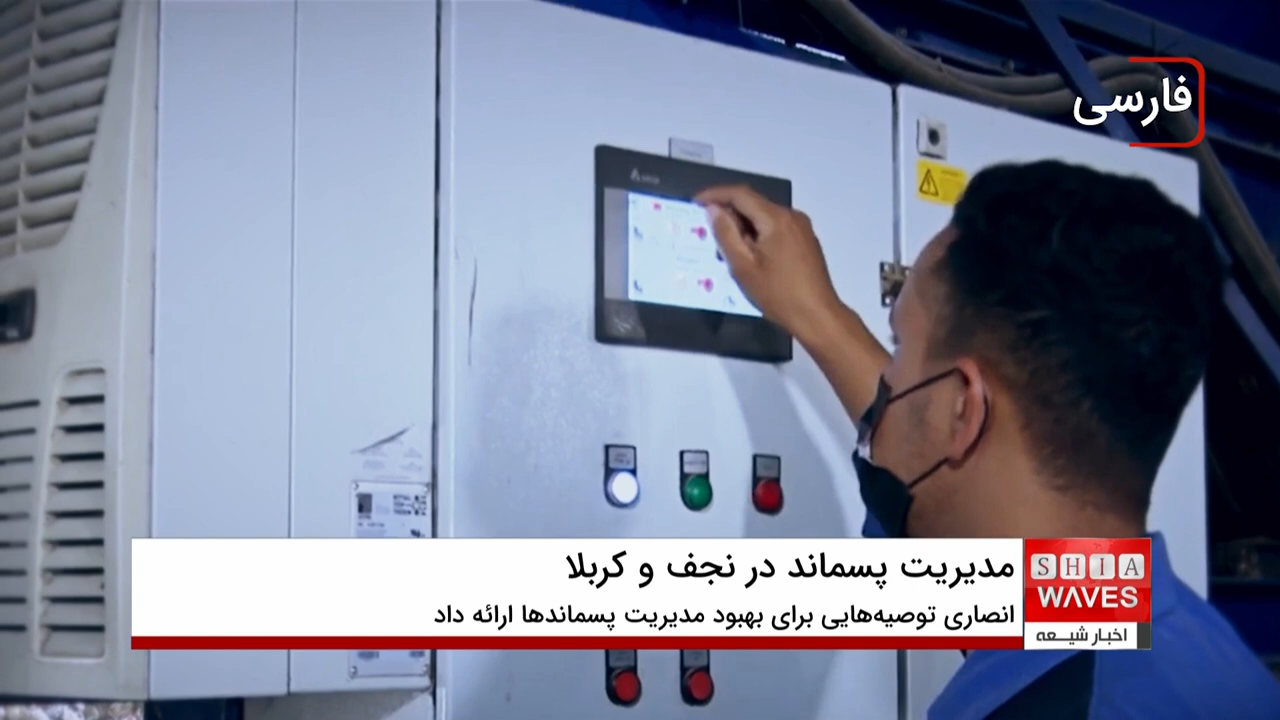 فارسی
مدیریت پسماند در نجف و کربلا
انصاری توصیه‌هایی برای بهبود مدیریت پسماندها ارائه داد
SHIA
WAVES
اخبار شیعه